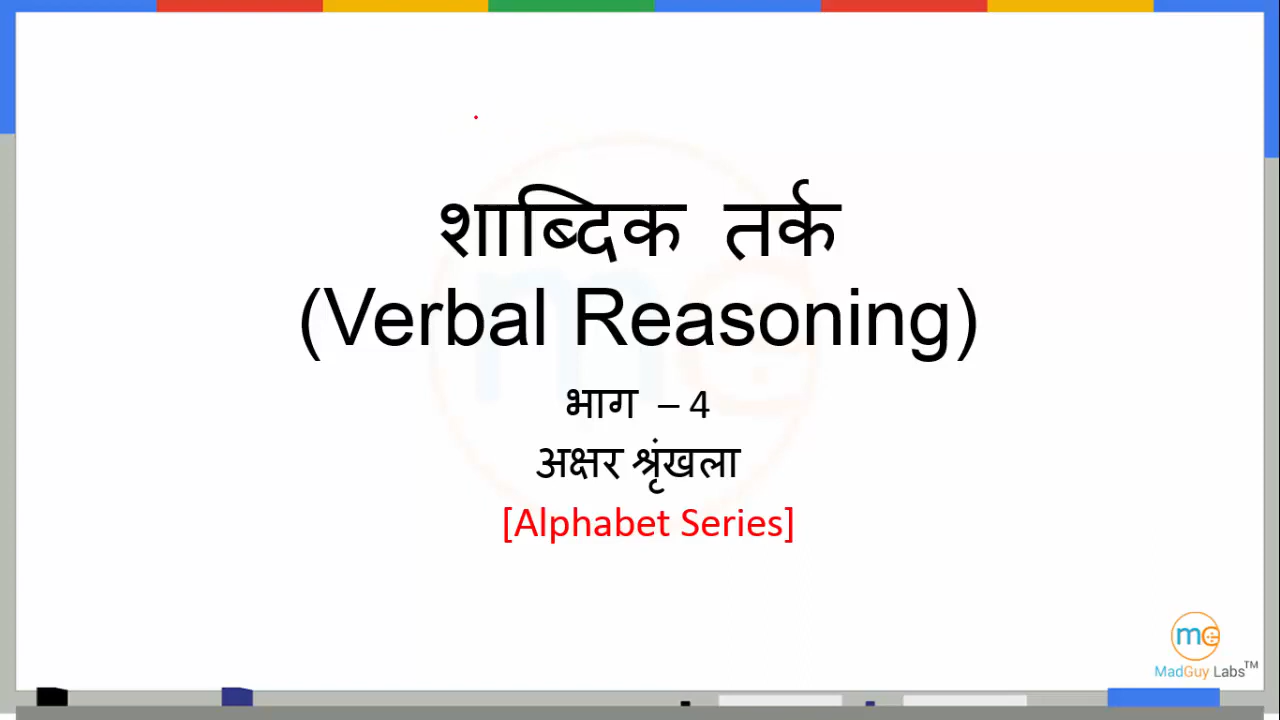 शाब्दिक तर्क
(Verbal Reasoning)
भाग – 4
अक्षर श्रृंखला
[Alphabet Series]
MadGuy Labs™